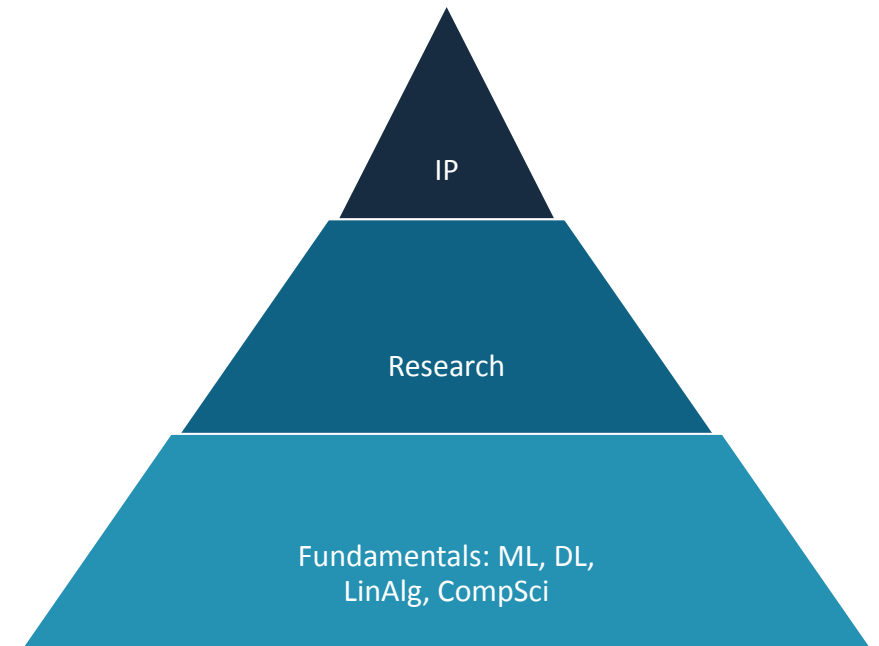 IP
Research
Fundamentals: ML, DL,
LinAlg, CompSci